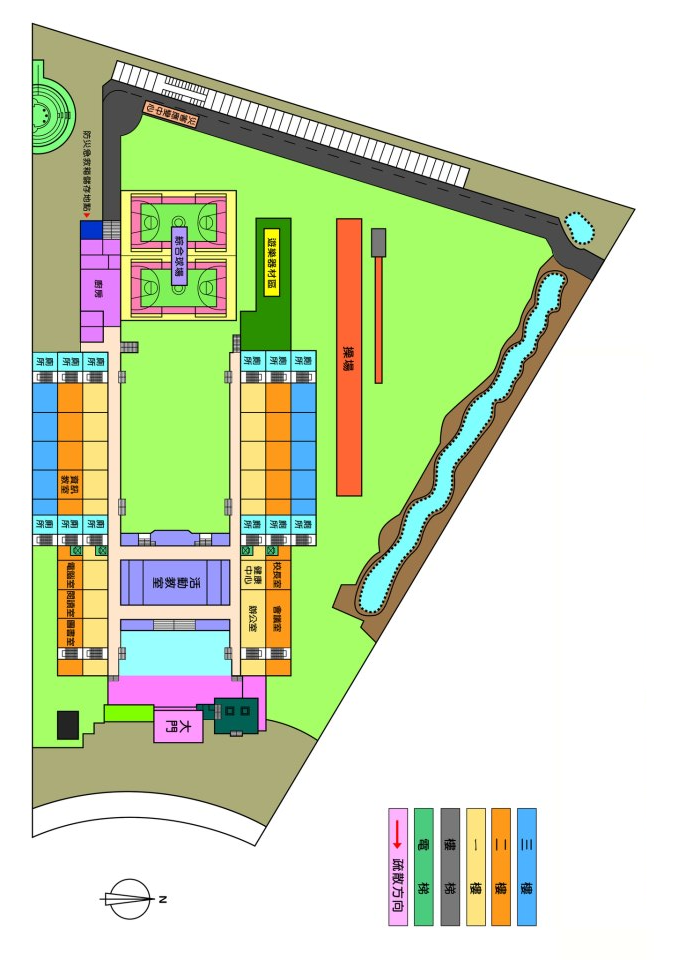 災害應變中心
防災急救箱儲存地點
綜合球場
遊樂器材區
操場
廚房
廁所
廁所
廁所
廁所
廁所
廁所
資訊
教室
廁所
廁所
廁所
廁所
廁所
廁所
電腦室
閱讀室
圖書室
活動
教室
健康
中心
辦公室
校長室
會議室
大門
N
三樓
二樓
一樓
樓梯
電梯
疏散方向